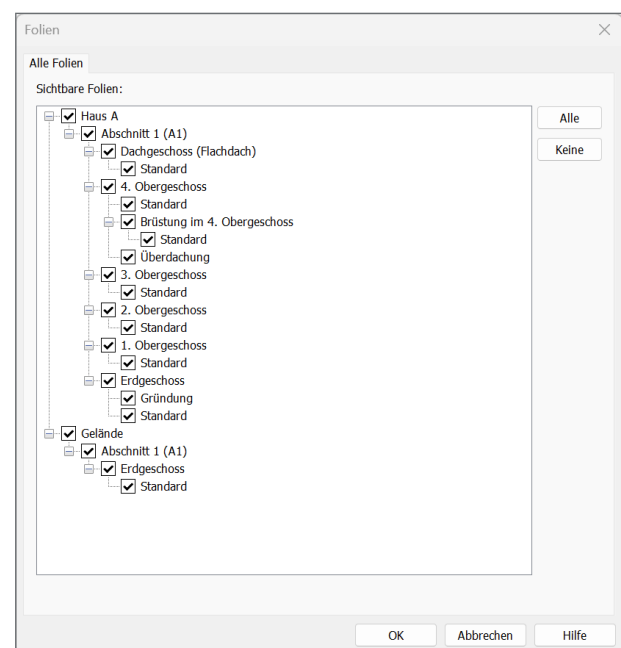 Folien
Alle Folien
Sichtbare Folien:
Haus A
Alle
Abschnitt 1 (A1)
Dachgeschoss (Flachdach)
Keine
Standard
4. Obergeschoss
Standard
Brüstung im 4. Obergeschoss
Standard
Überdachung
3. Obergeschoss
Standard
2. Obergeschoss
Standard
1. Obergeschoss
Standard
Erdgeschoss
Gründung
Standard
Gelände
Abschnitt 1 (A1)
Erdgeschoss
Standard
OK Abbrechen Hilfe